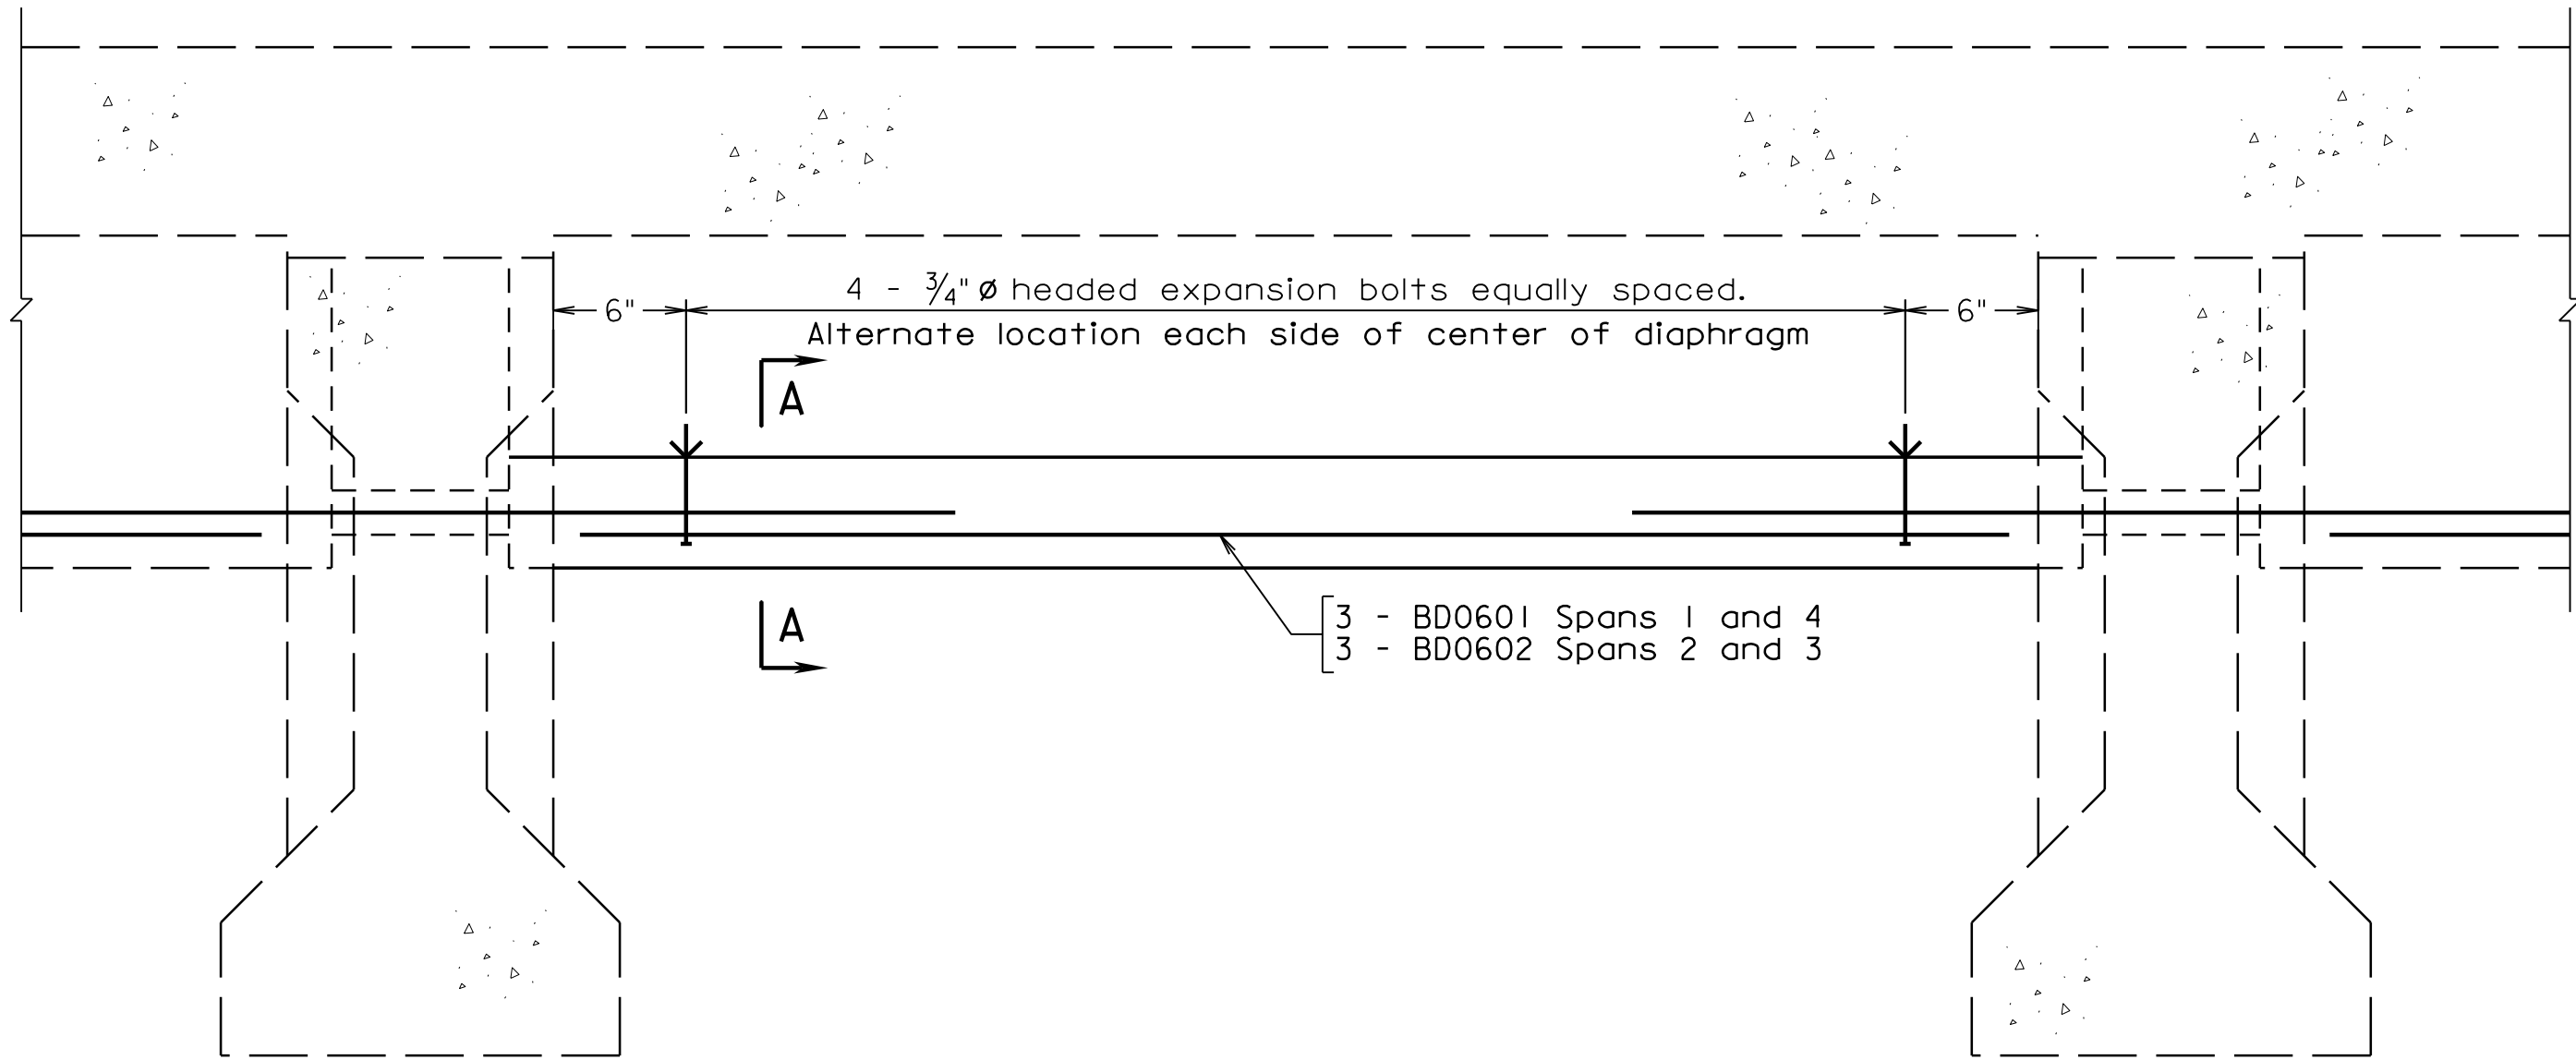 4 - 3/4" Ø headed expansion bolts equally spaced.
6"
6"
Alternate location each side of center of diaphragm
A
A
3 - BD0601 Spans 1 and 4
3 - BD0602 Spans 2 and 3